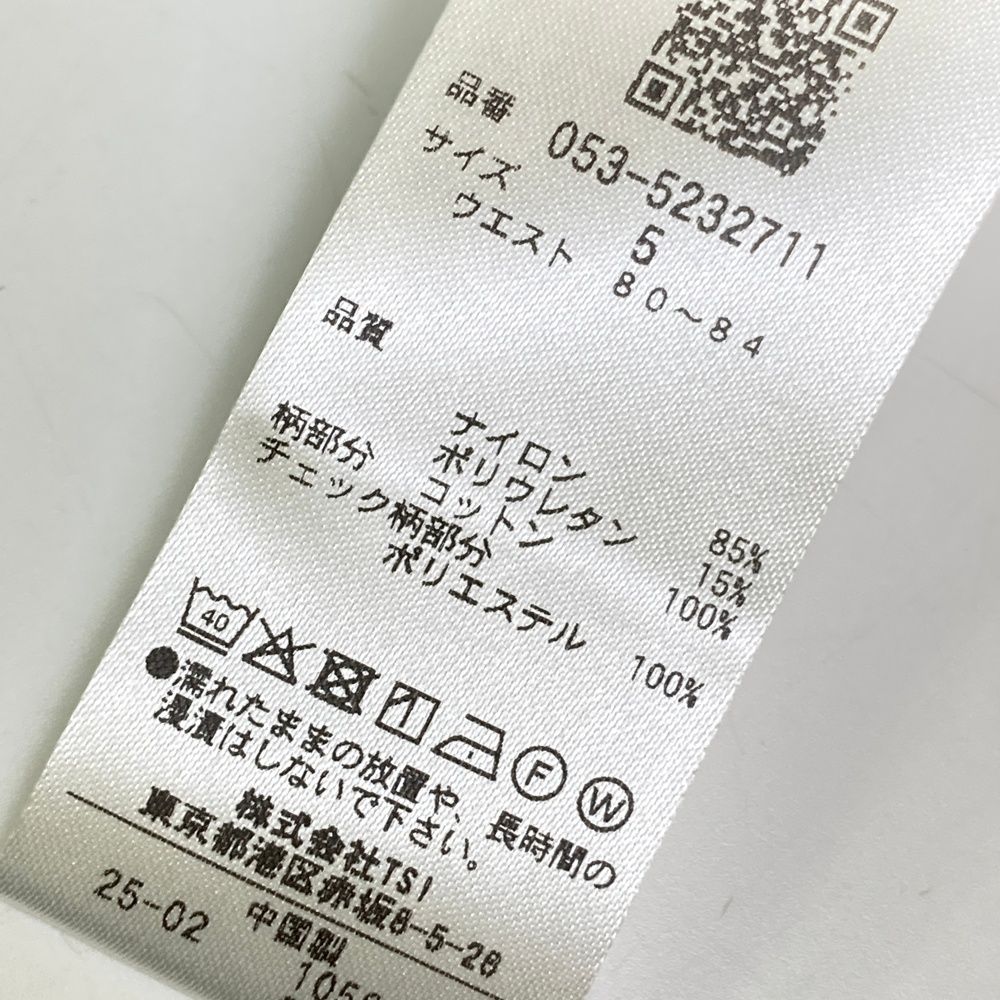 品番 053-5232711
サイズ 5
ウエスト 80～84
品質
ナイロン 85%
ポリウレタン 15%
柄部分 コットン 100%
チェック柄部分
ポリエステル 100%
40
F W
●濡れたままの放置や、長時間の
浸漬はしないで下さい。
株式会社TSI
東京都港区赤坂8-5-28
25-02 中国製